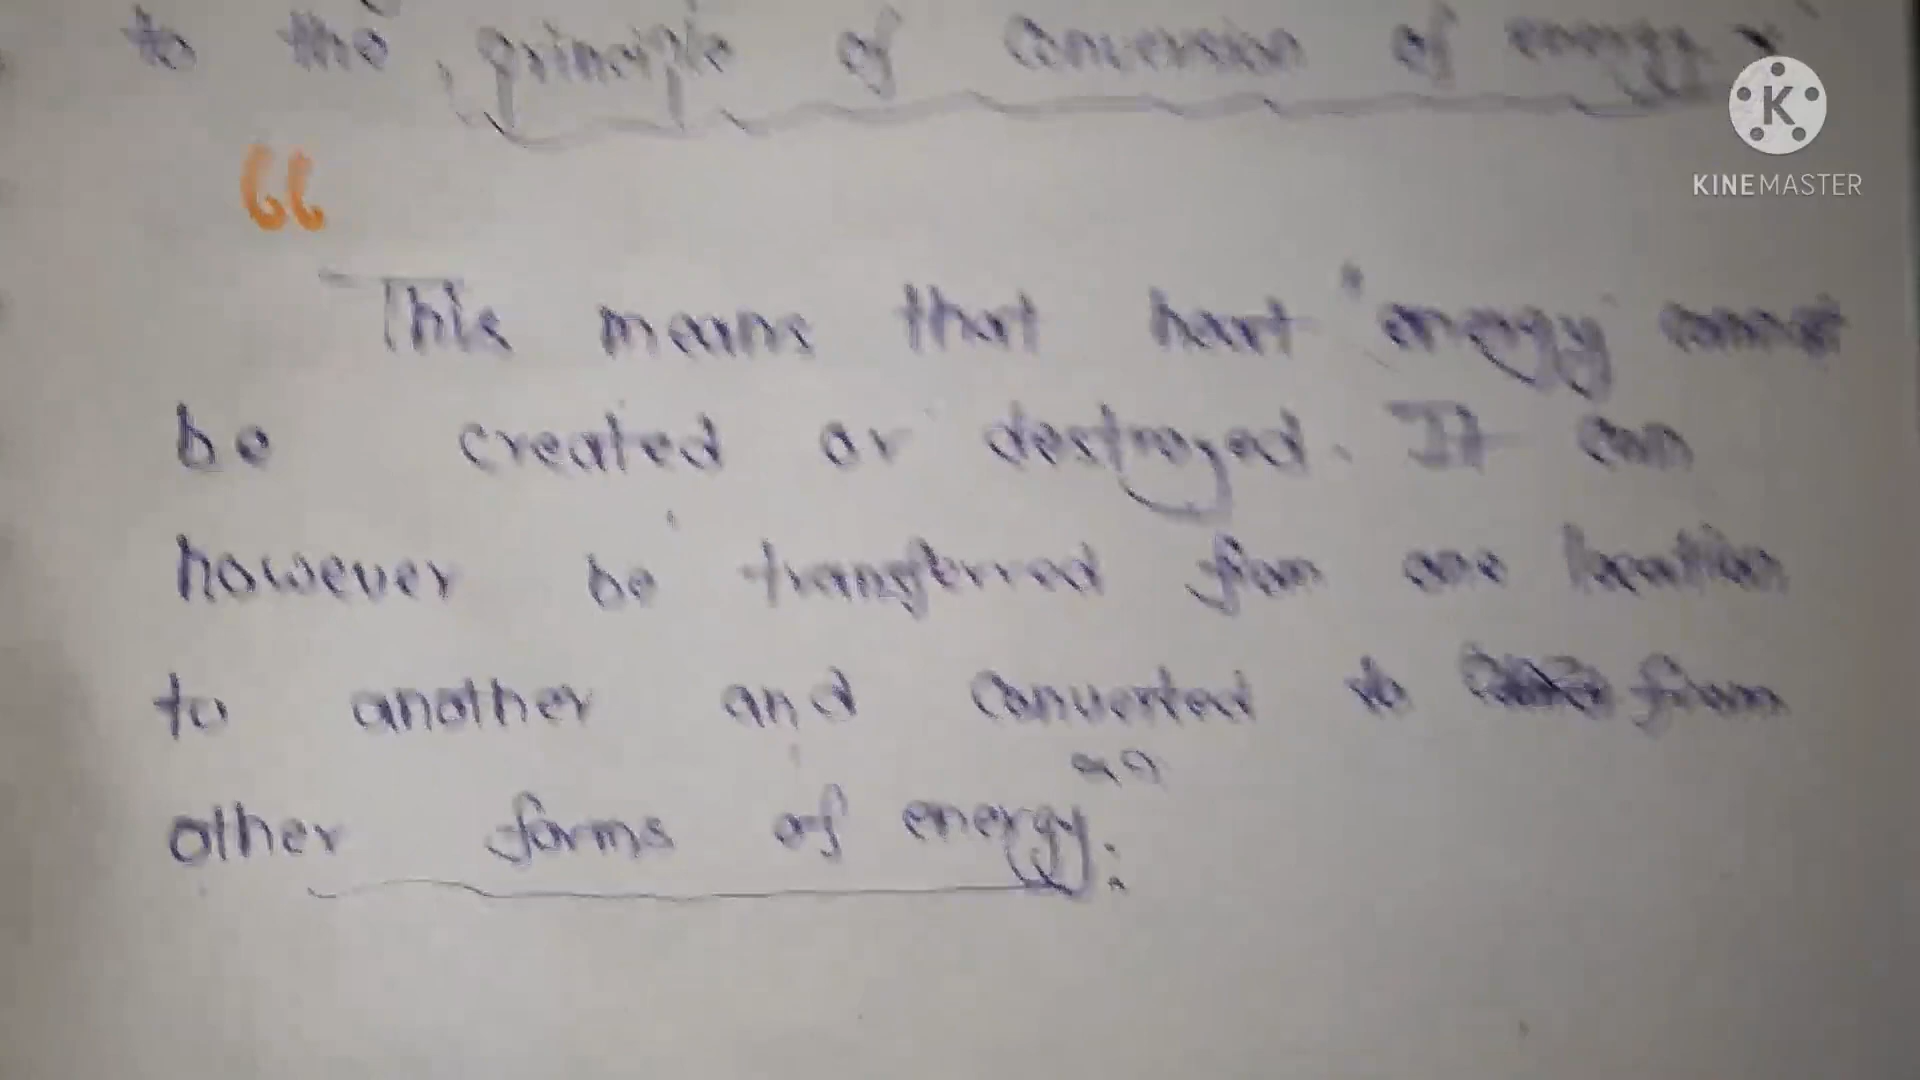 to the principle of conversion of energy"
K
KINEMASTER
“
This means that heat energy cannot
be created or destroyed. It can
however be transferred from one location
to another and converted to from
other forms of energy.
”